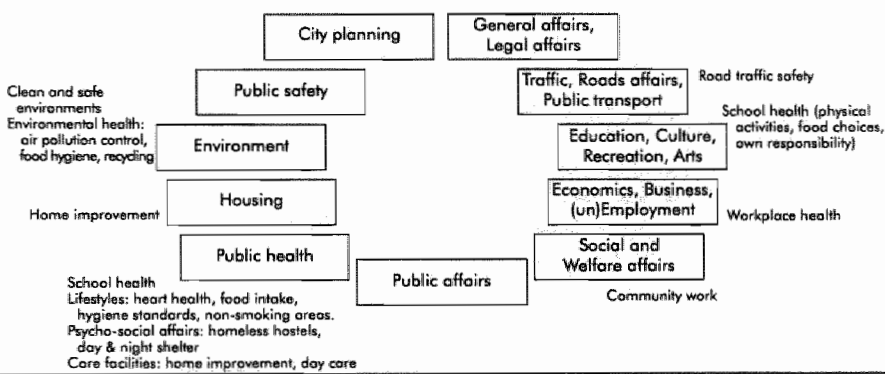 City planning
General affairs,
Legal affairs
Public safety
Traffic, Roads affairs,
Public transport
Road traffic safety
Clean and safe
environments
Environmental health:
air pollution control,
food hygiene, recycling
Environment
Education, Culture,
Recreation, Arts
School health (physical
activities, food choices,
own responsibility)
Home improvement
Housing
Economics, Business,
(un)Employment
Workplace health
Public health
Public affairs
Social and
Welfare affairs
Community work
School health
Lifestyles: heart health, food intake,
hygiene standards, non-smoking areas.
Psycho-social affairs: homeless hostels,
day & night shelter
Care facilities: home improvement, day care